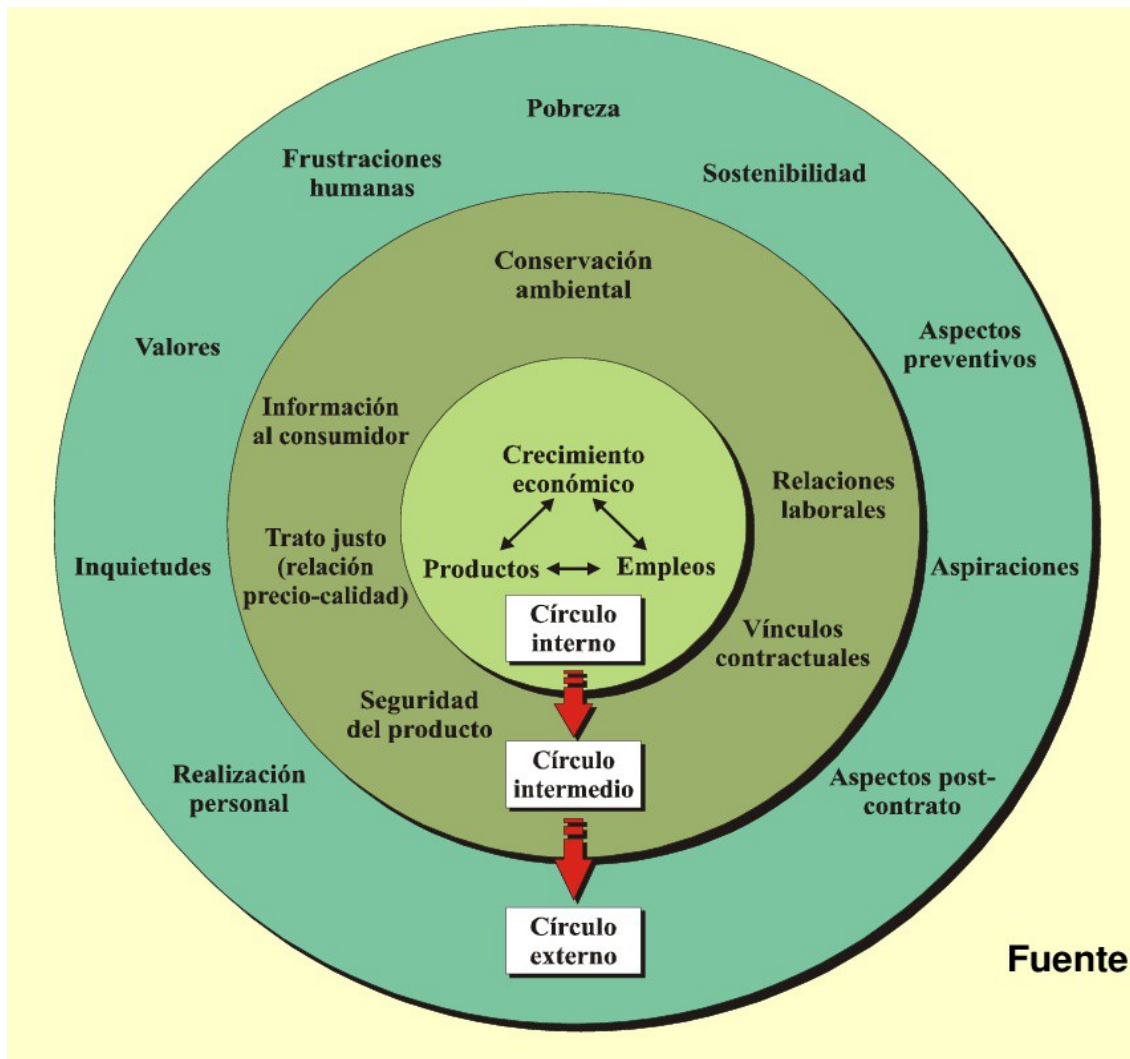 Pobreza
Frustraciones
humanas
Sostenibilidad
Conservación
ambiental
Valores
Aspectos
preventivos
Información
al consumidor
Crecimiento
económico
Relaciones
laborales
Trato justo
(relación
precio-calidad)
Inquietudes
Productos
Empleos
Aspiraciones
Círculo
interno
Vínculos
contractuales
Seguridad
del producto
Círculo
intermedio
Realización
personal
Aspectos post-
contrato
Círculo
externo
Fuente